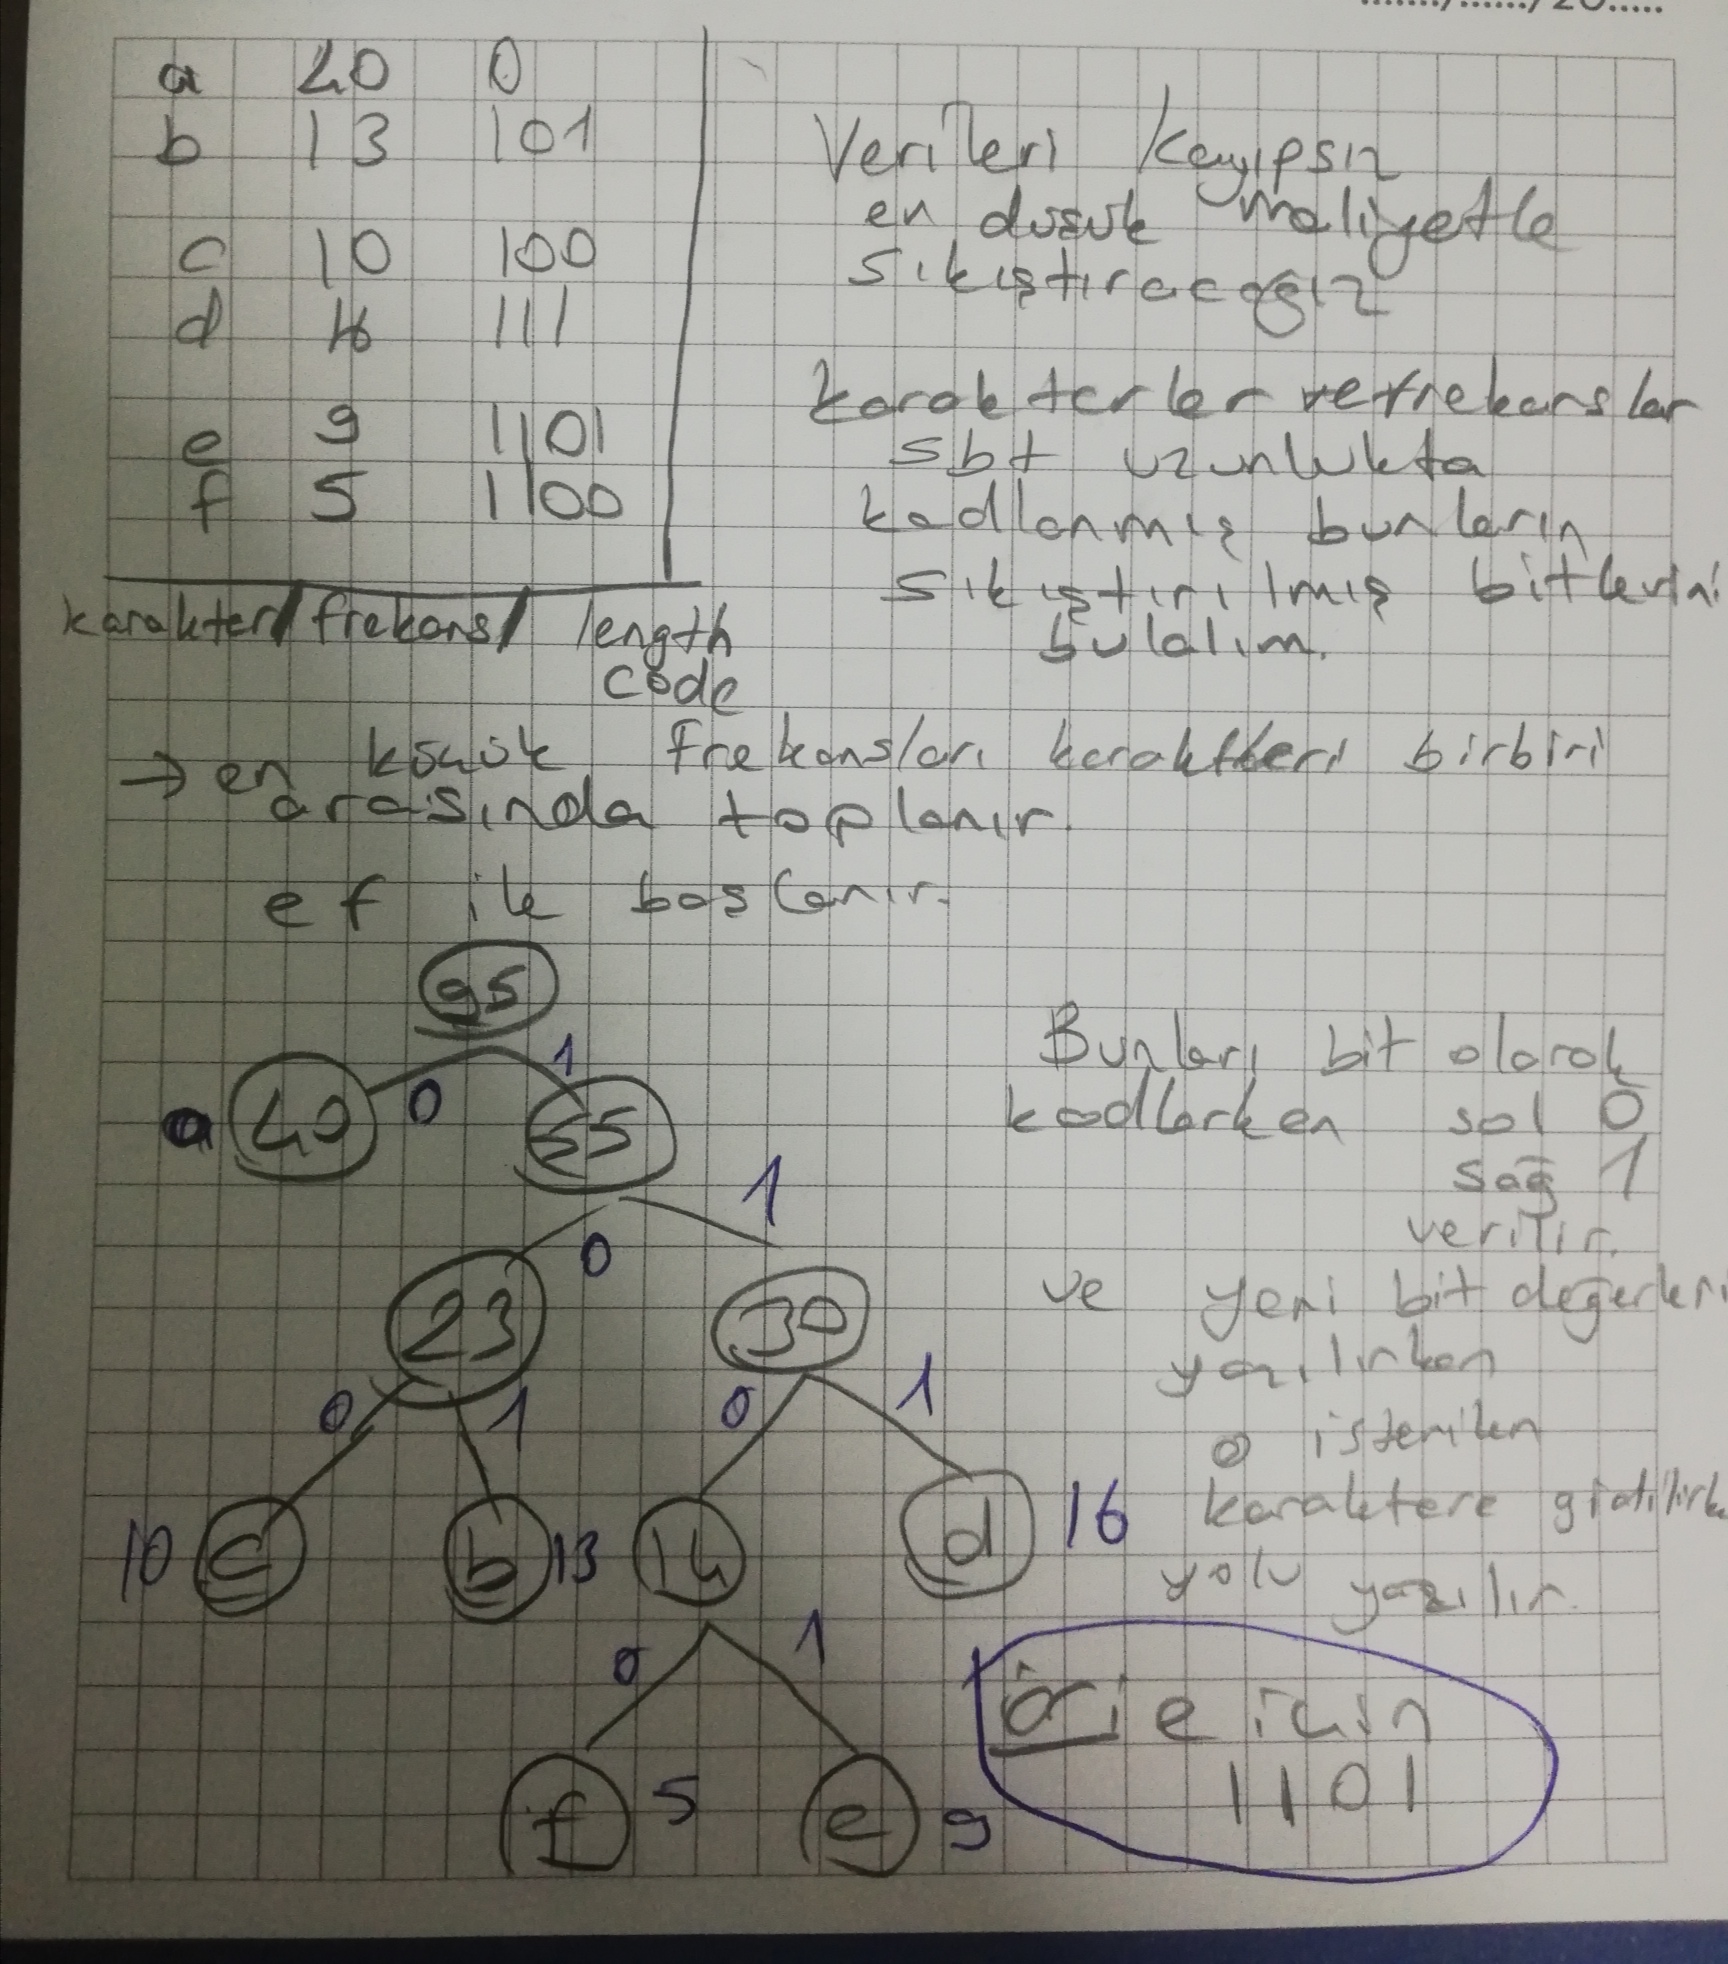 ......./....../20.....
a 40 0
b 13 101
c 10 100
d 16 111
e 9 1101
f 5 1100
karakter / frekans / length
code
Verileri kayıpsız
en düşük maliyetle
sıkıştıracağız
karakterler ve frekanslar
sbt uzunlukta
kodlanmış bunların
sıkıştırılmış bitlerini
bulalım.
→ en küçük frekansları karakterleri birbiri
arasında toplanır.
ef ile başlanır.
95
0 1
a 40 55
0 1
23 30
0 1 0 1
10 c b 13 14 d 16
0 1
f 5 e 9
Bunları bit olarak
kodlarken sol 0
sağ 1
verilir.
ve yeni bit değerleri
yazılırken
o isterilen
karaktere
yolu yazılır.
ör; e için
1101